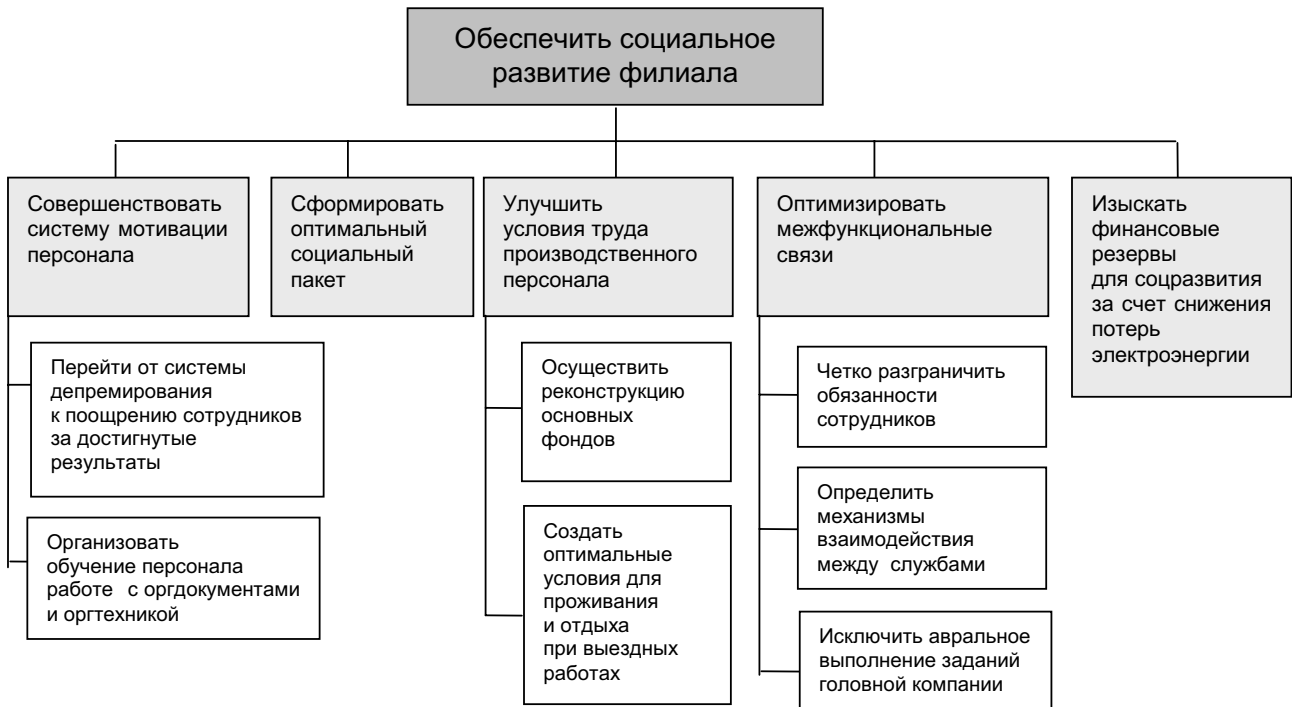 Обеспечить социальное
развитие филиала
Совершенствовать
систему мотивации
персонала
Сформировать
оптимальный
социальный
пакет
Улучшить
условия труда
производственного
персонала
Оптимизировать
межфункциональные
связи
Изыскать
финансовые
резервы
для соцразвития
за счет снижения
потерь
электроэнергии
Перейти от системы
депремирования
к поощрению сотрудников
за достигнутые
результаты
Организовать
обучение персонала
работе с оргдокументами
и оргтехникой
Осуществить
реконструкцию
основных
фондов
Создать
оптимальные
условия для
проживания
и отдыха
при выездных
работах
Четко разграничить
обязанности
сотрудников
Определить
механизмы
взаимодействия
между службами
Исключить авральное
выполнение заданий
головной компании